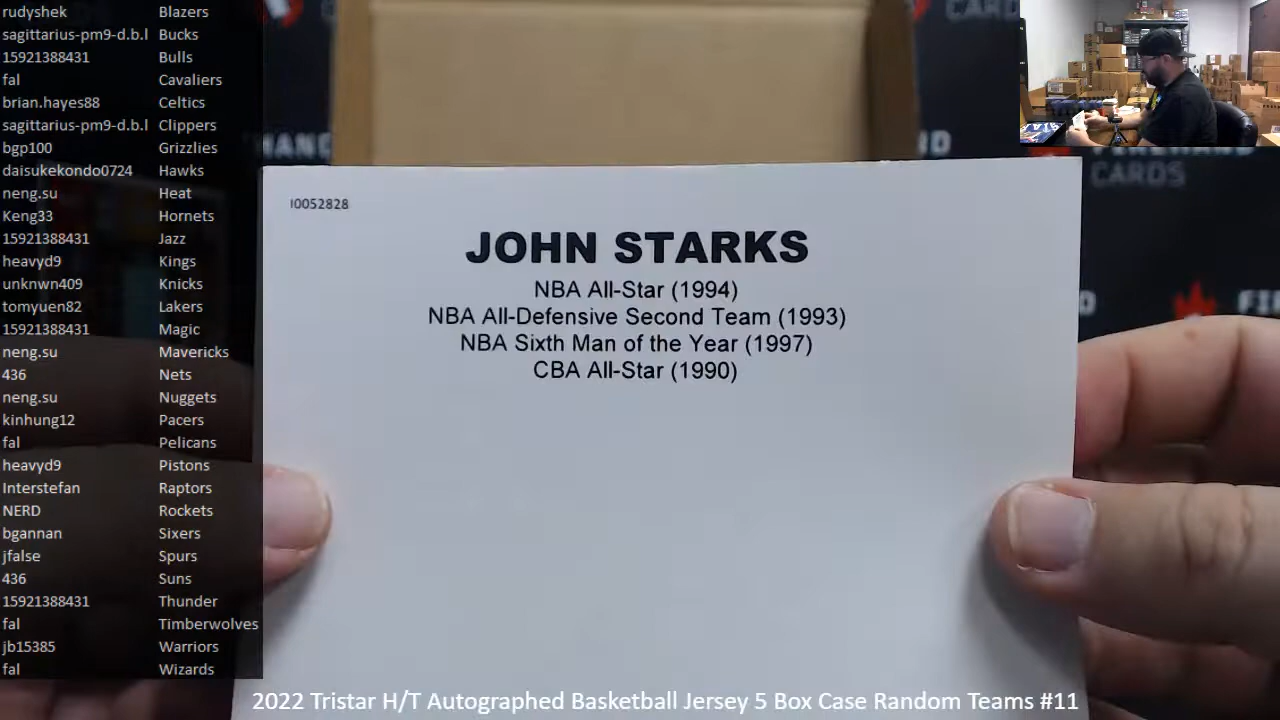 rudyshek Blazers
sagittarius-pm9-d.b.l Bucks
15921388431 Bulls
fal Cavaliers
brian.hayes88 Celtics
sagittarius-pm9-d.b.l Clippers
bgp100 Grizzlies
daisukekondo0724 Hawks
neng.su Heat
Keng33 Hornets
15921388431 Jazz
heavyd9 Kings
unknwn409 Knicks
tomyuen82 Lakers
15921388431 Magic
neng.su Mavericks
436 Nets
neng.su Nuggets
kinhung12 Pacers
fal Pelicans
heavyd9 Pistons
Interstefan Raptors
NERD Rockets
bgannan Sixers
jfalse Spurs
436 Suns
15921388431 Thunder
fal Timberwolves
jb15385 Warriors
fal Wizards
I0052828
JOHN STARKS
NBA All-Star (1994)
NBA All-Defensive Second Team (1993)
NBA Sixth Man of the Year (1997)
CBA All-Star (1990)
CARDS
2022 Tristar H/T Autographed Basketball Jersey 5 Box Case Random Teams #11